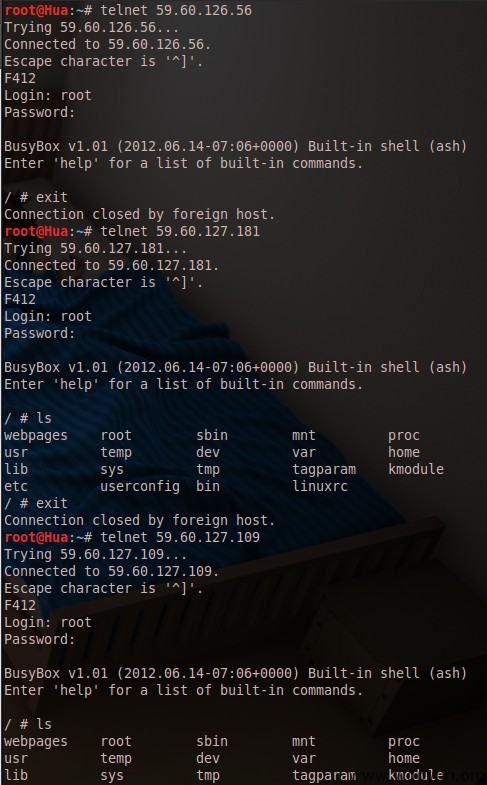 root@Hua:~# telnet 59.60.126.56
Trying 59.60.126.56...
Connected to 59.60.126.56.
Escape character is '^]'.
F412
Login: root
Password:
BusyBox v1.01 (2012.06.14-07:06+0000) Built-in shell (ash)
Enter 'help' for a list of built-in commands.
/ # exit
Connection closed by foreign host.
root@Hua:~# telnet 59.60.127.181
Trying 59.60.127.181...
Connected to 59.60.127.181.
Escape character is '^]'.
F412
Login: root
Password:
BusyBox v1.01 (2012.06.14-07:06+0000) Built-in shell (ash)
Enter 'help' for a list of built-in commands.
/ # ls
webpages    root        sbin        mnt         proc
usr         temp        dev         var         home
lib         sys         tmp         tagparam    kmodule
etc         userconfig  bin         linuxrc
/ # exit
Connection closed by foreign host.
root@Hua:~# telnet 59.60.127.109
Trying 59.60.127.109...
Connected to 59.60.127.109.
Escape character is '^]'.
F412
Login: root
Password:
BusyBox v1.01 (2012.06.14-07:06+0000) Built-in shell (ash)
Enter 'help' for a list of built-in commands.
/ # ls
webpages    root        sbin        mnt         proc
usr         temp        dev         var         home
lib         sys         tmp         tagparam    kmodule